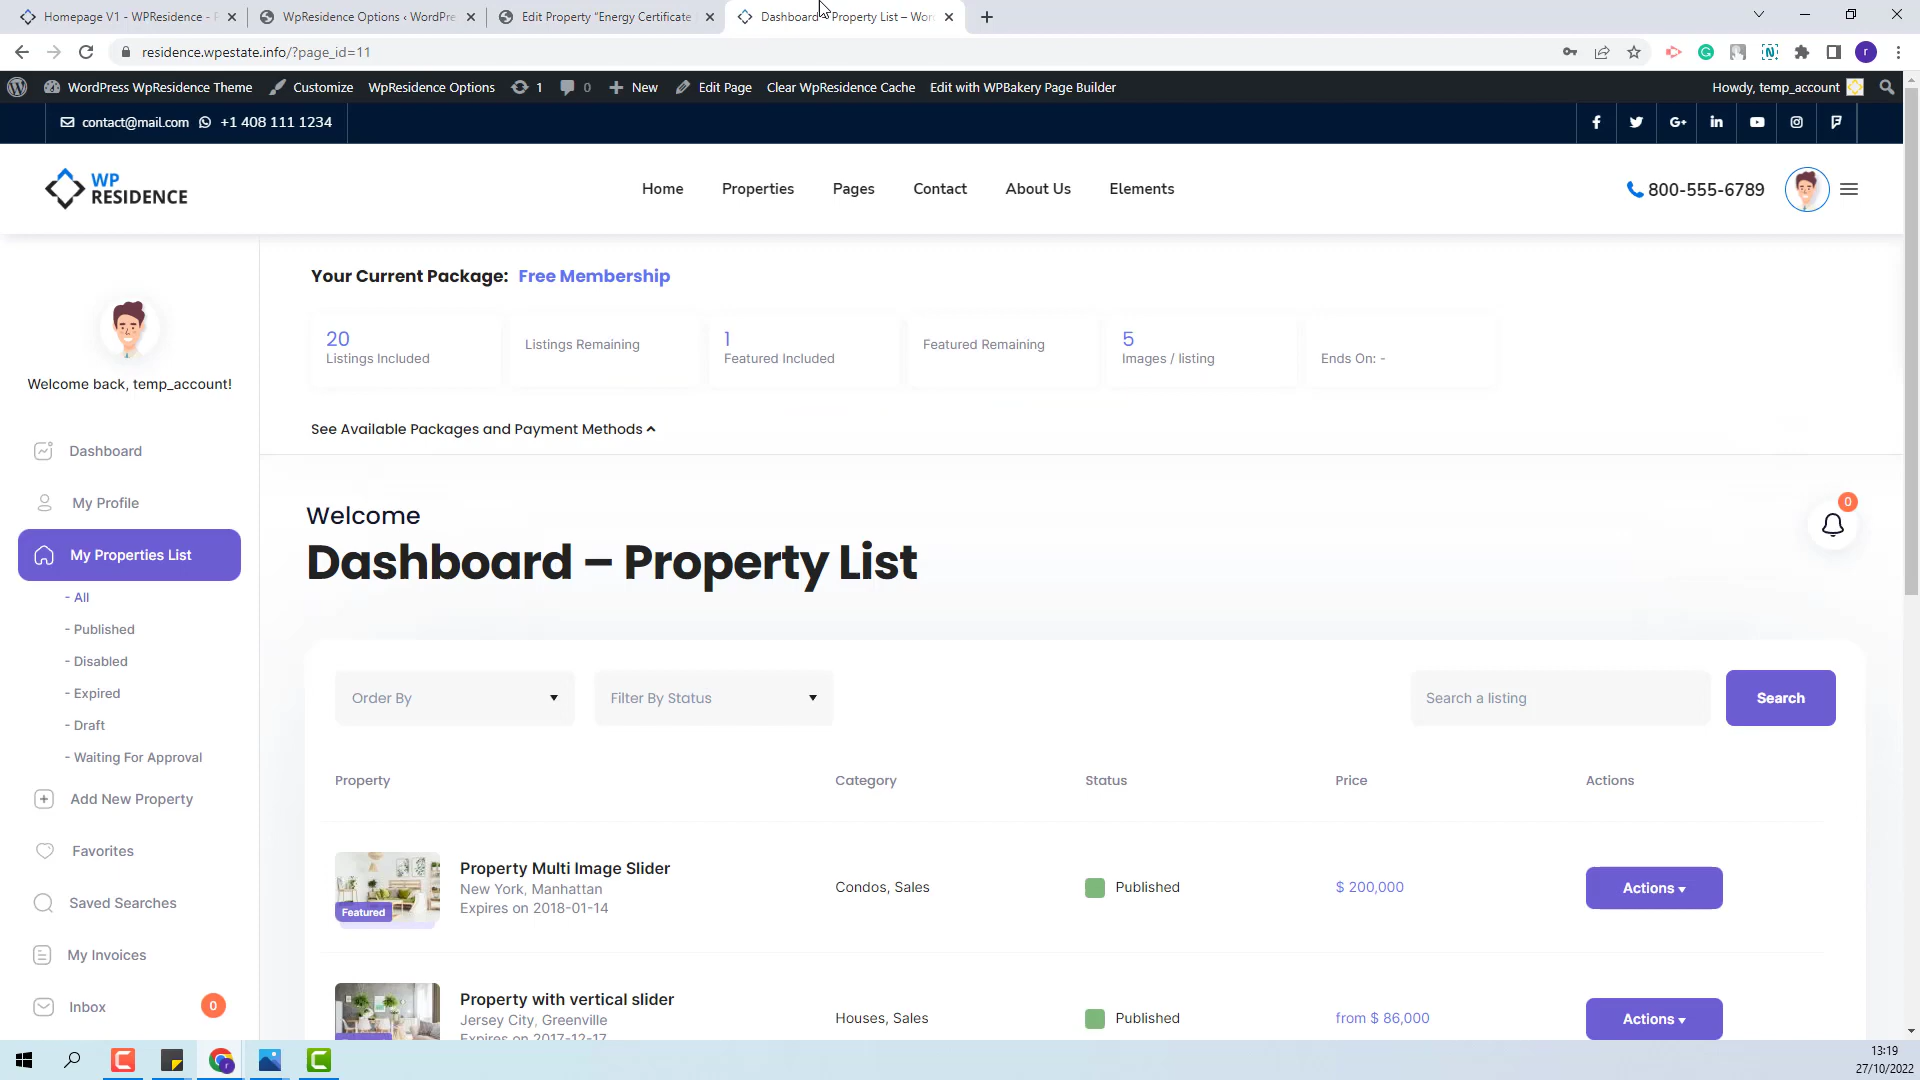 Homepage V1 - WPResidence -
WpResidence Options ‹ WordPre
Edit Property "Energy Certificate
Dashboard – Property List – Wor
residence.wpestate.info/?page_id=11
WordPress WpResidence Theme
Customize
WpResidence Options
1
0
New
Edit Page
Clear WpResidence Cache
Edit with WPBakery Page Builder
Howdy, temp_account
contact@mail.com
+1 408 111 1234
WP
RESIDENCE
Home
Properties
Pages
Contact
About Us
Elements
800-555-6789
Your Current Package: Free Membership
20
Listings Included
Listings Remaining
1
Featured Included
Featured Remaining
5
Images / listing
Ends On: -
See Available Packages and Payment Methods
Welcome back, temp_account!
Dashboard
My Profile
My Properties List
- All
- Published
- Disabled
- Expired
- Draft
- Waiting For Approval
Add New Property
Favorites
Saved Searches
My Invoices
Inbox
0
Welcome
Dashboard – Property List
0
Order By
Filter By Status
Search a listing
Search
Property
Category
Status
Price
Actions
Featured
Property Multi Image Slider
New York, Manhattan
Expires on 2018-01-14
Condos, Sales
Published
$ 200,000
Actions
Property with vertical slider
Jersey City, Greenville
Expires on 2017-12-17
Houses, Sales
Published
from $ 86,000
Actions
13:19
27/10/2022